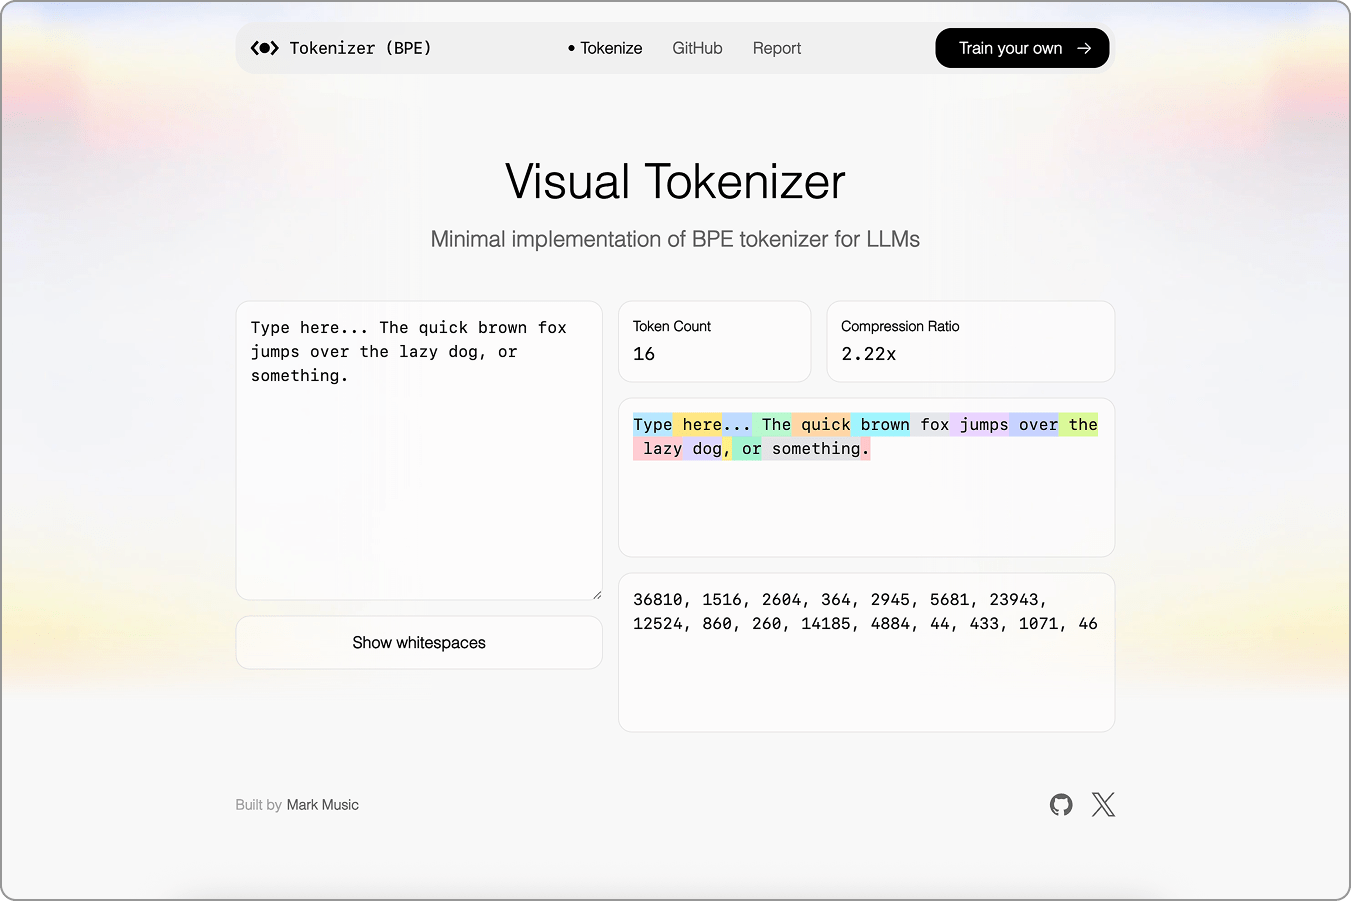 Tokenizer (BPE)
• Tokenize
GitHub
Report
Train your own →
Visual Tokenizer
Minimal implementation of BPE tokenizer for LLMs
Type here... The quick brown fox
jumps over the lazy dog, or
something.
Show whitespaces
Token Count
16
Compression Ratio
2.22x
Type here... The quick brown fox jumps over the
lazy dog, or something.
36810, 1516, 2604, 364, 2945, 5681, 23943,
12524, 860, 260, 14185, 4884, 44, 433, 1071, 46
Built by Mark Music